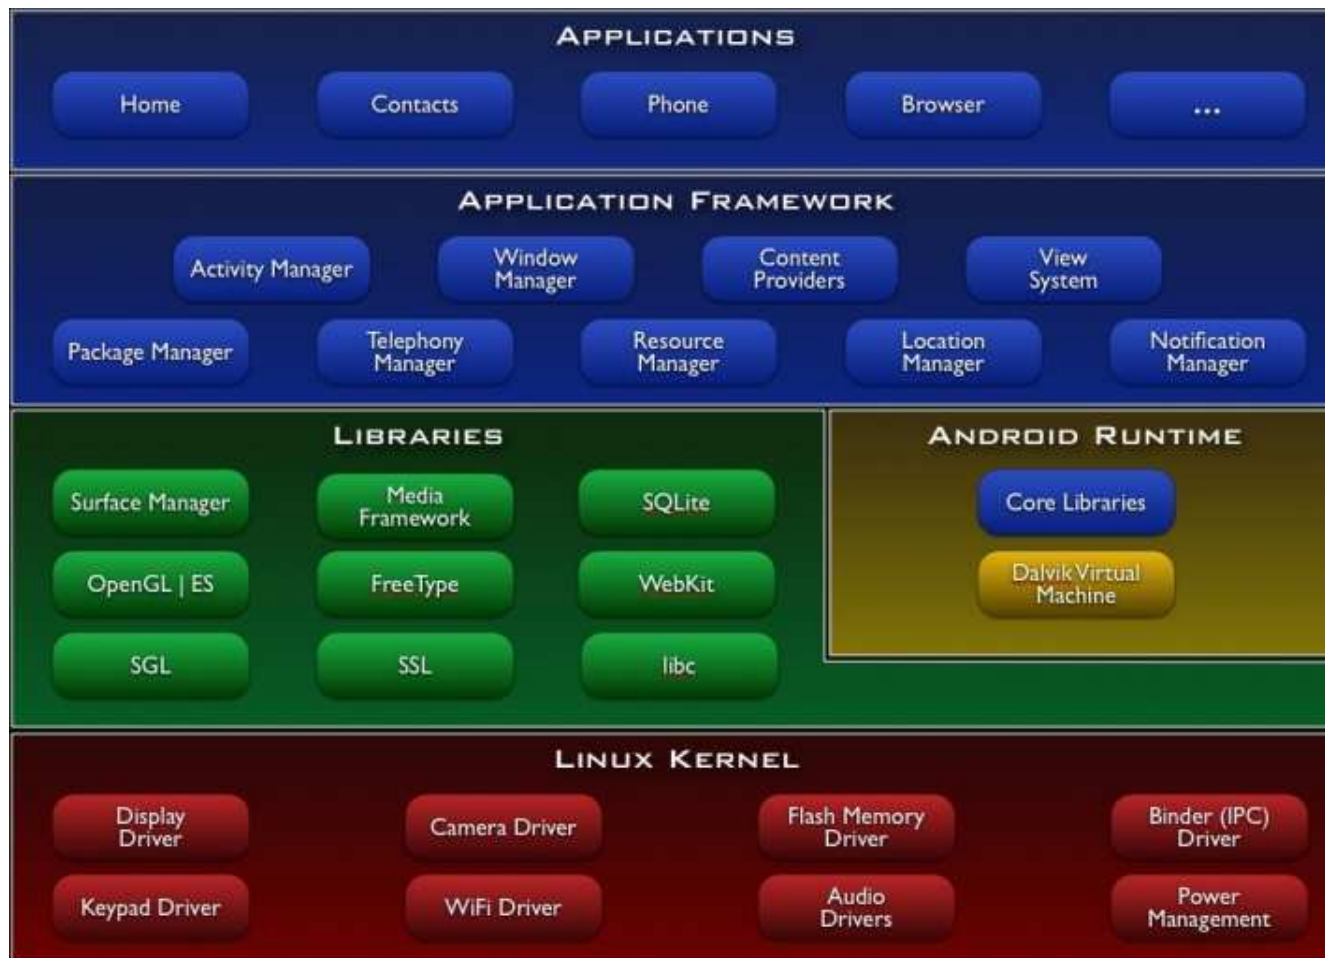 APPLICATIONS
Home
Contacts
Phone
Browser
...
APPLICATION FRAMEWORK
Activity Manager
Window
Manager
Content
Providers
View
System
Package Manager
Telephony
Manager
Resource
Manager
Location
Manager
Notification
Manager
LIBRARIES
Surface Manager
Media
Framework
SQLite
OpenGL | ES
FreeType
WebKit
SGL
SSL
libc
ANDROID RUNTIME
Core Libraries
Dalvik Virtual
Machine
LINUX KERNEL
Display
Driver
Camera Driver
Flash Memory
Driver
Binder (IPC)
Driver
Keypad Driver
WiFi Driver
Audio
Drivers
Power
Management